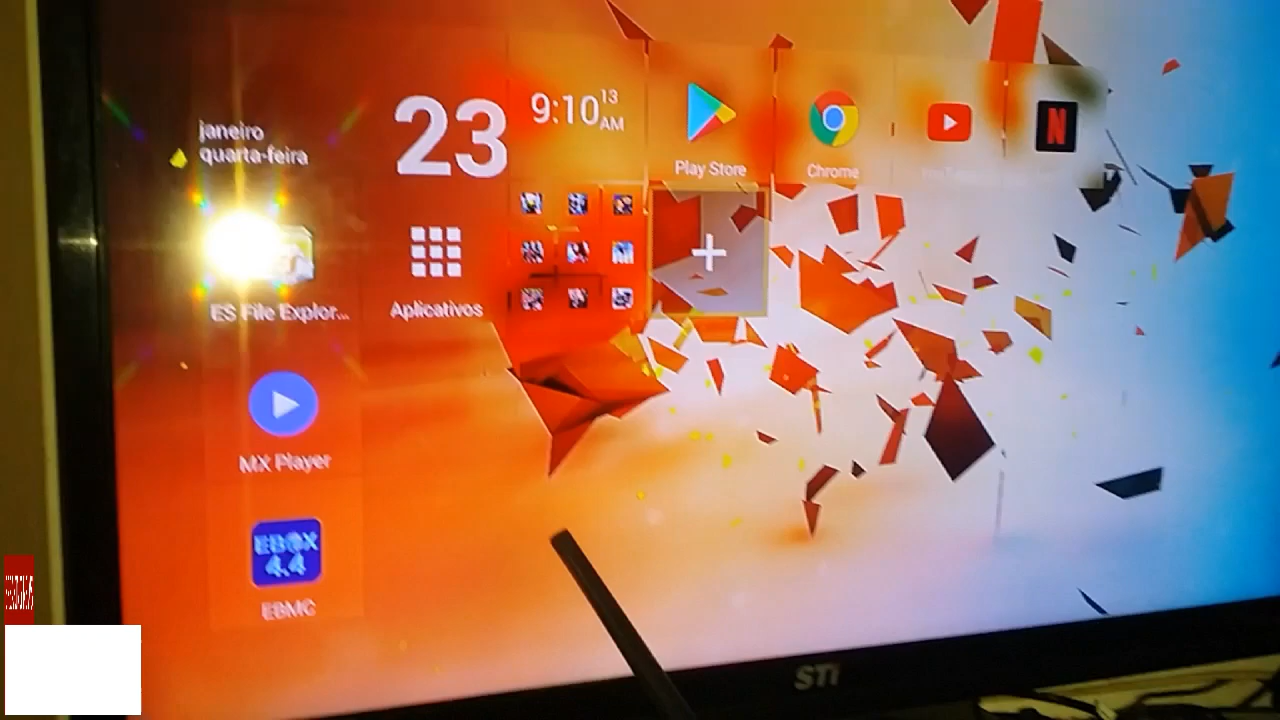 janeiro
quarta-feira
23
9:10 13
AM
Play Store
Chrome
N
ES File Explor...
Aplicativos
MX Player
EBOX
4.4
EBMC
STI